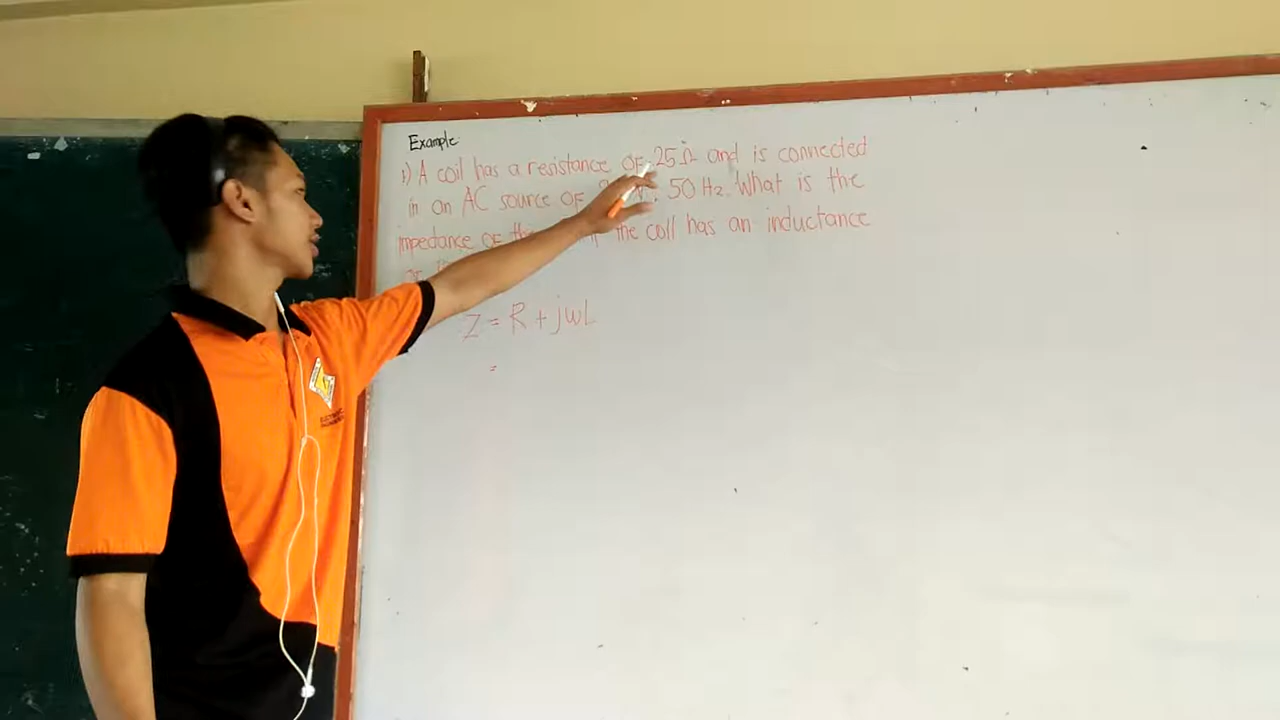 Example:
1) A coil has a resistance of 25 Ω and is connected
in an AC source of V, 50 Hz. What is the
impedance of the the coil has an inductance
Z = R + jωL
=